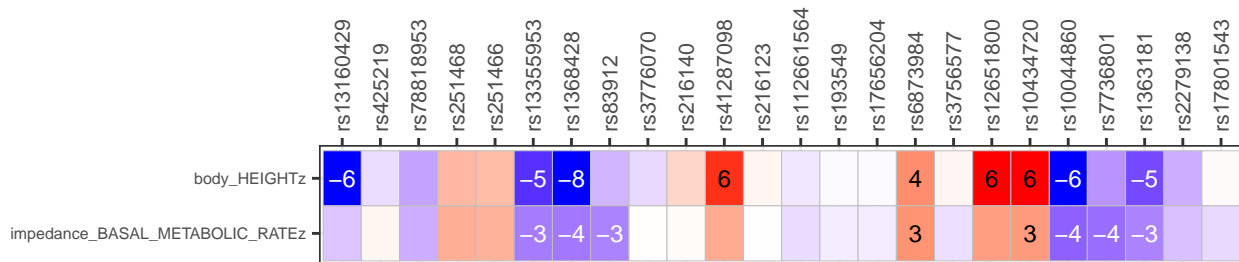 rs13160429 rs425219 rs78818953 rs251468 rs251466 rs13355953 rs1368428 rs83912 rs3776070 rs216140 rs41287098 rs216123 rs112661564 rs193549 rs17656204 rs6873984 rs3756577 rs12651800 rs10434720 rs10044860 rs7736801 rs1363181 rs2279138 rs17801543
body_HEIGHTz −6 −5 −8 6 4 6 6 −6 −5
impedance_BASAL_METABOLIC_RATEz −3 −4 −3 3 3 −4 −4 −3